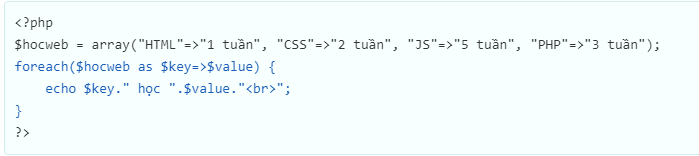 <?php
$hocweb = array("HTML"=>"1 tuần", "CSS"=>"2 tuần", "JS"=>"5 tuần", "PHP"=>"3 tuần");
foreach($hocweb as $key=>$value) {
    echo $key." học ".$value."<br>";
}
?>